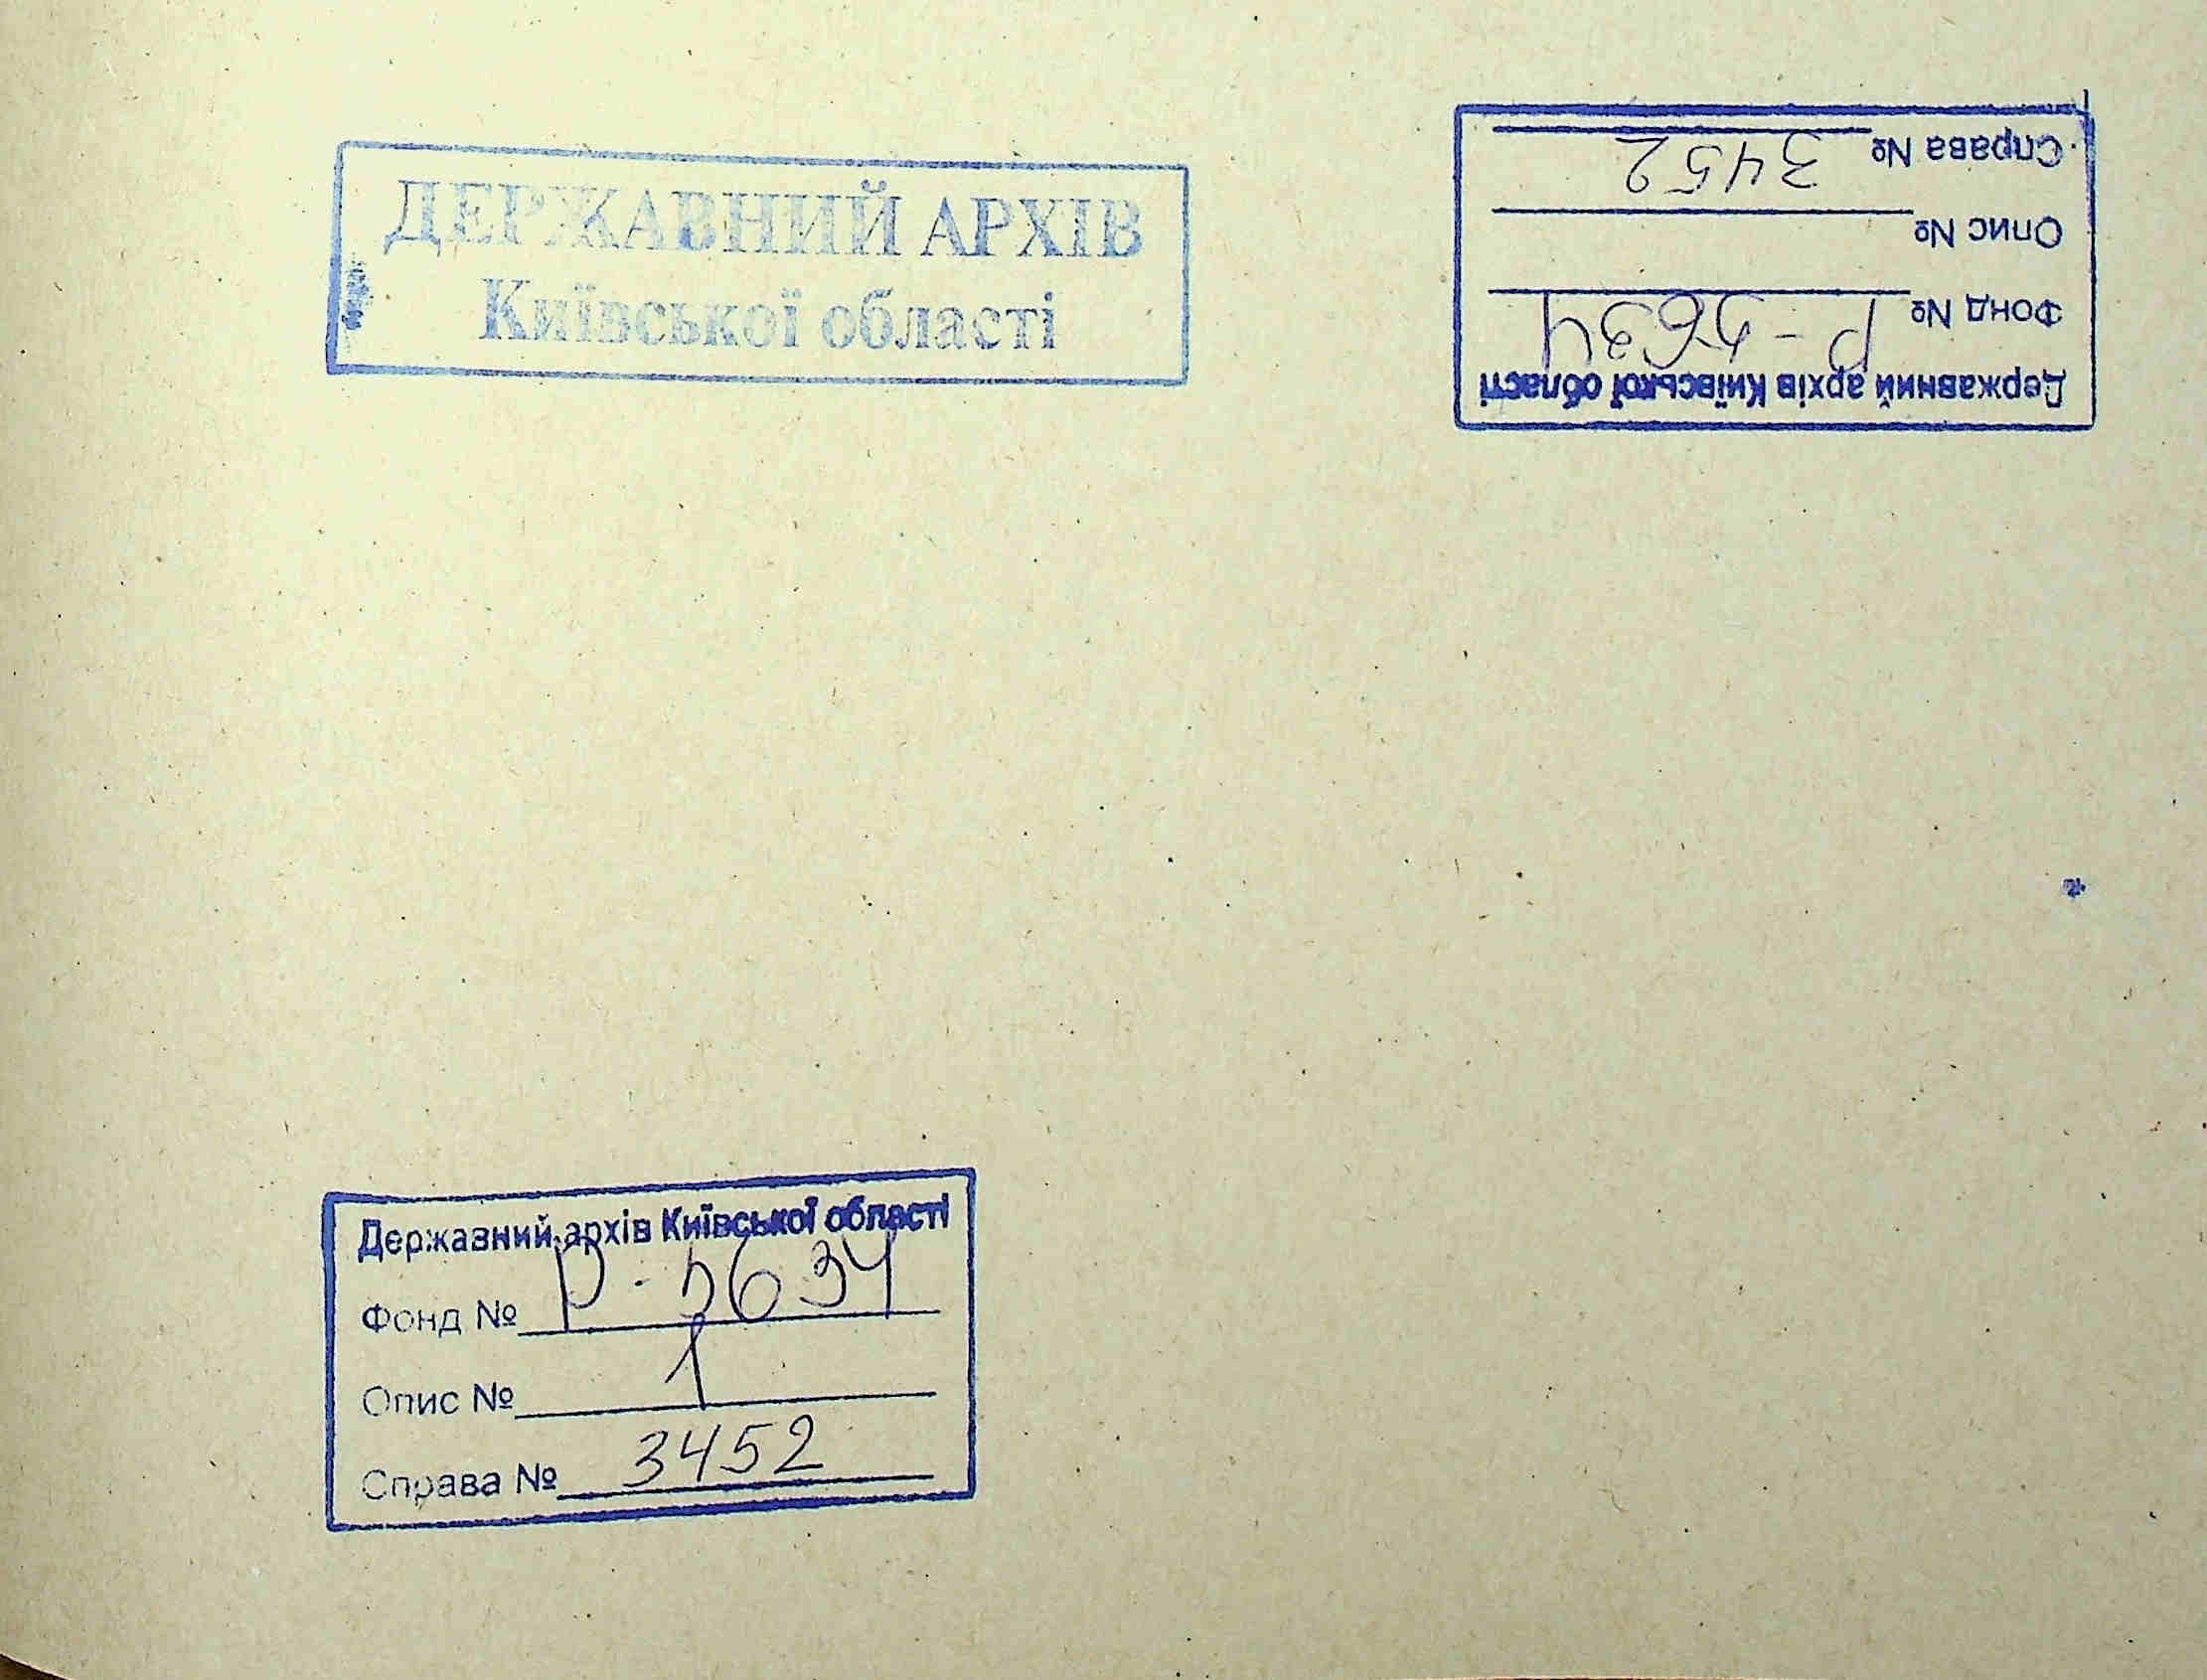 ДЕРЖАВНИЙ АРХІВ
Київської області
Державний архів Київської області
Фонд № Р-5634
Опис №
Справа № 3452
Державний архів Київської області
Фонд № Р-5634
Опис № 1
Справа № 3452